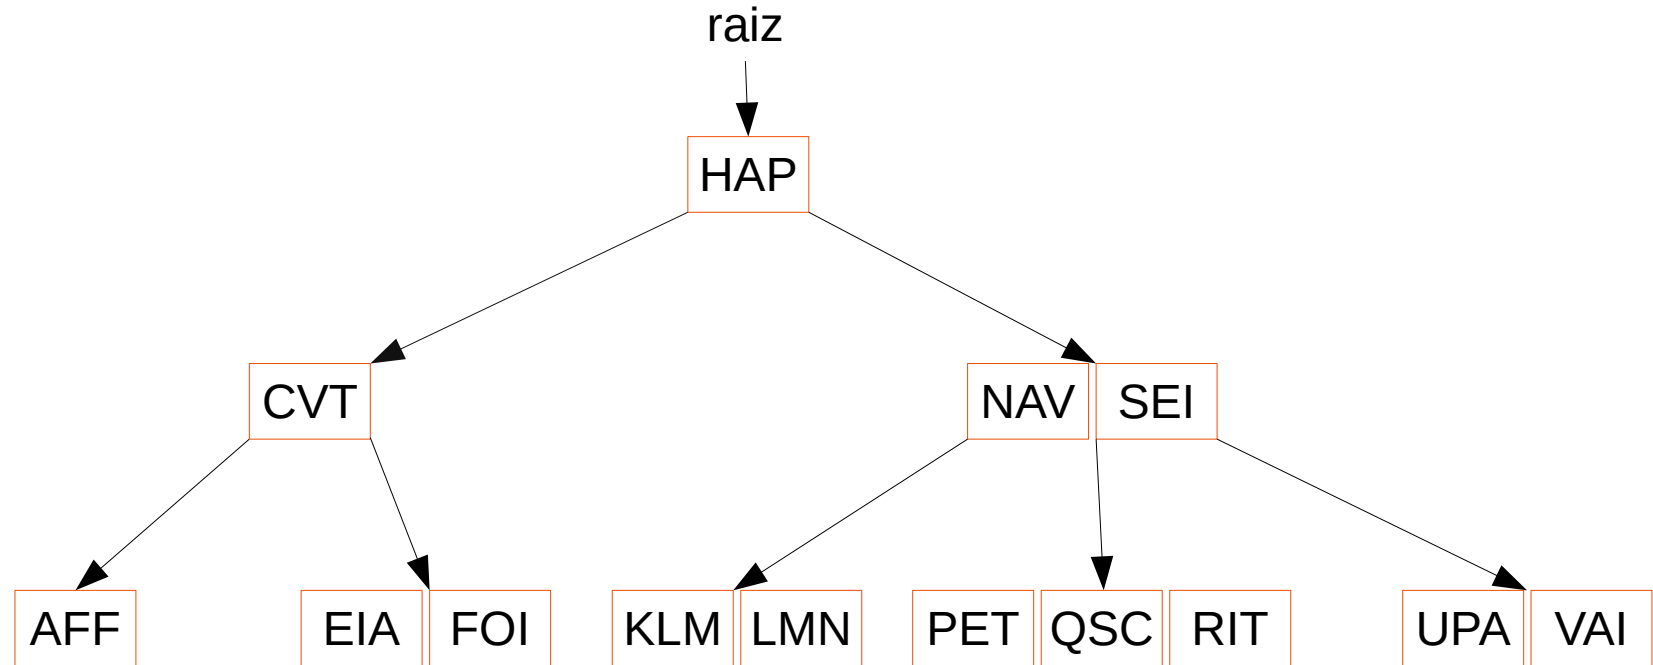 raiz
HAP
CVT NAV SEI
AFF EIA FOI KLM LMN PET QSC RIT UPA VAI